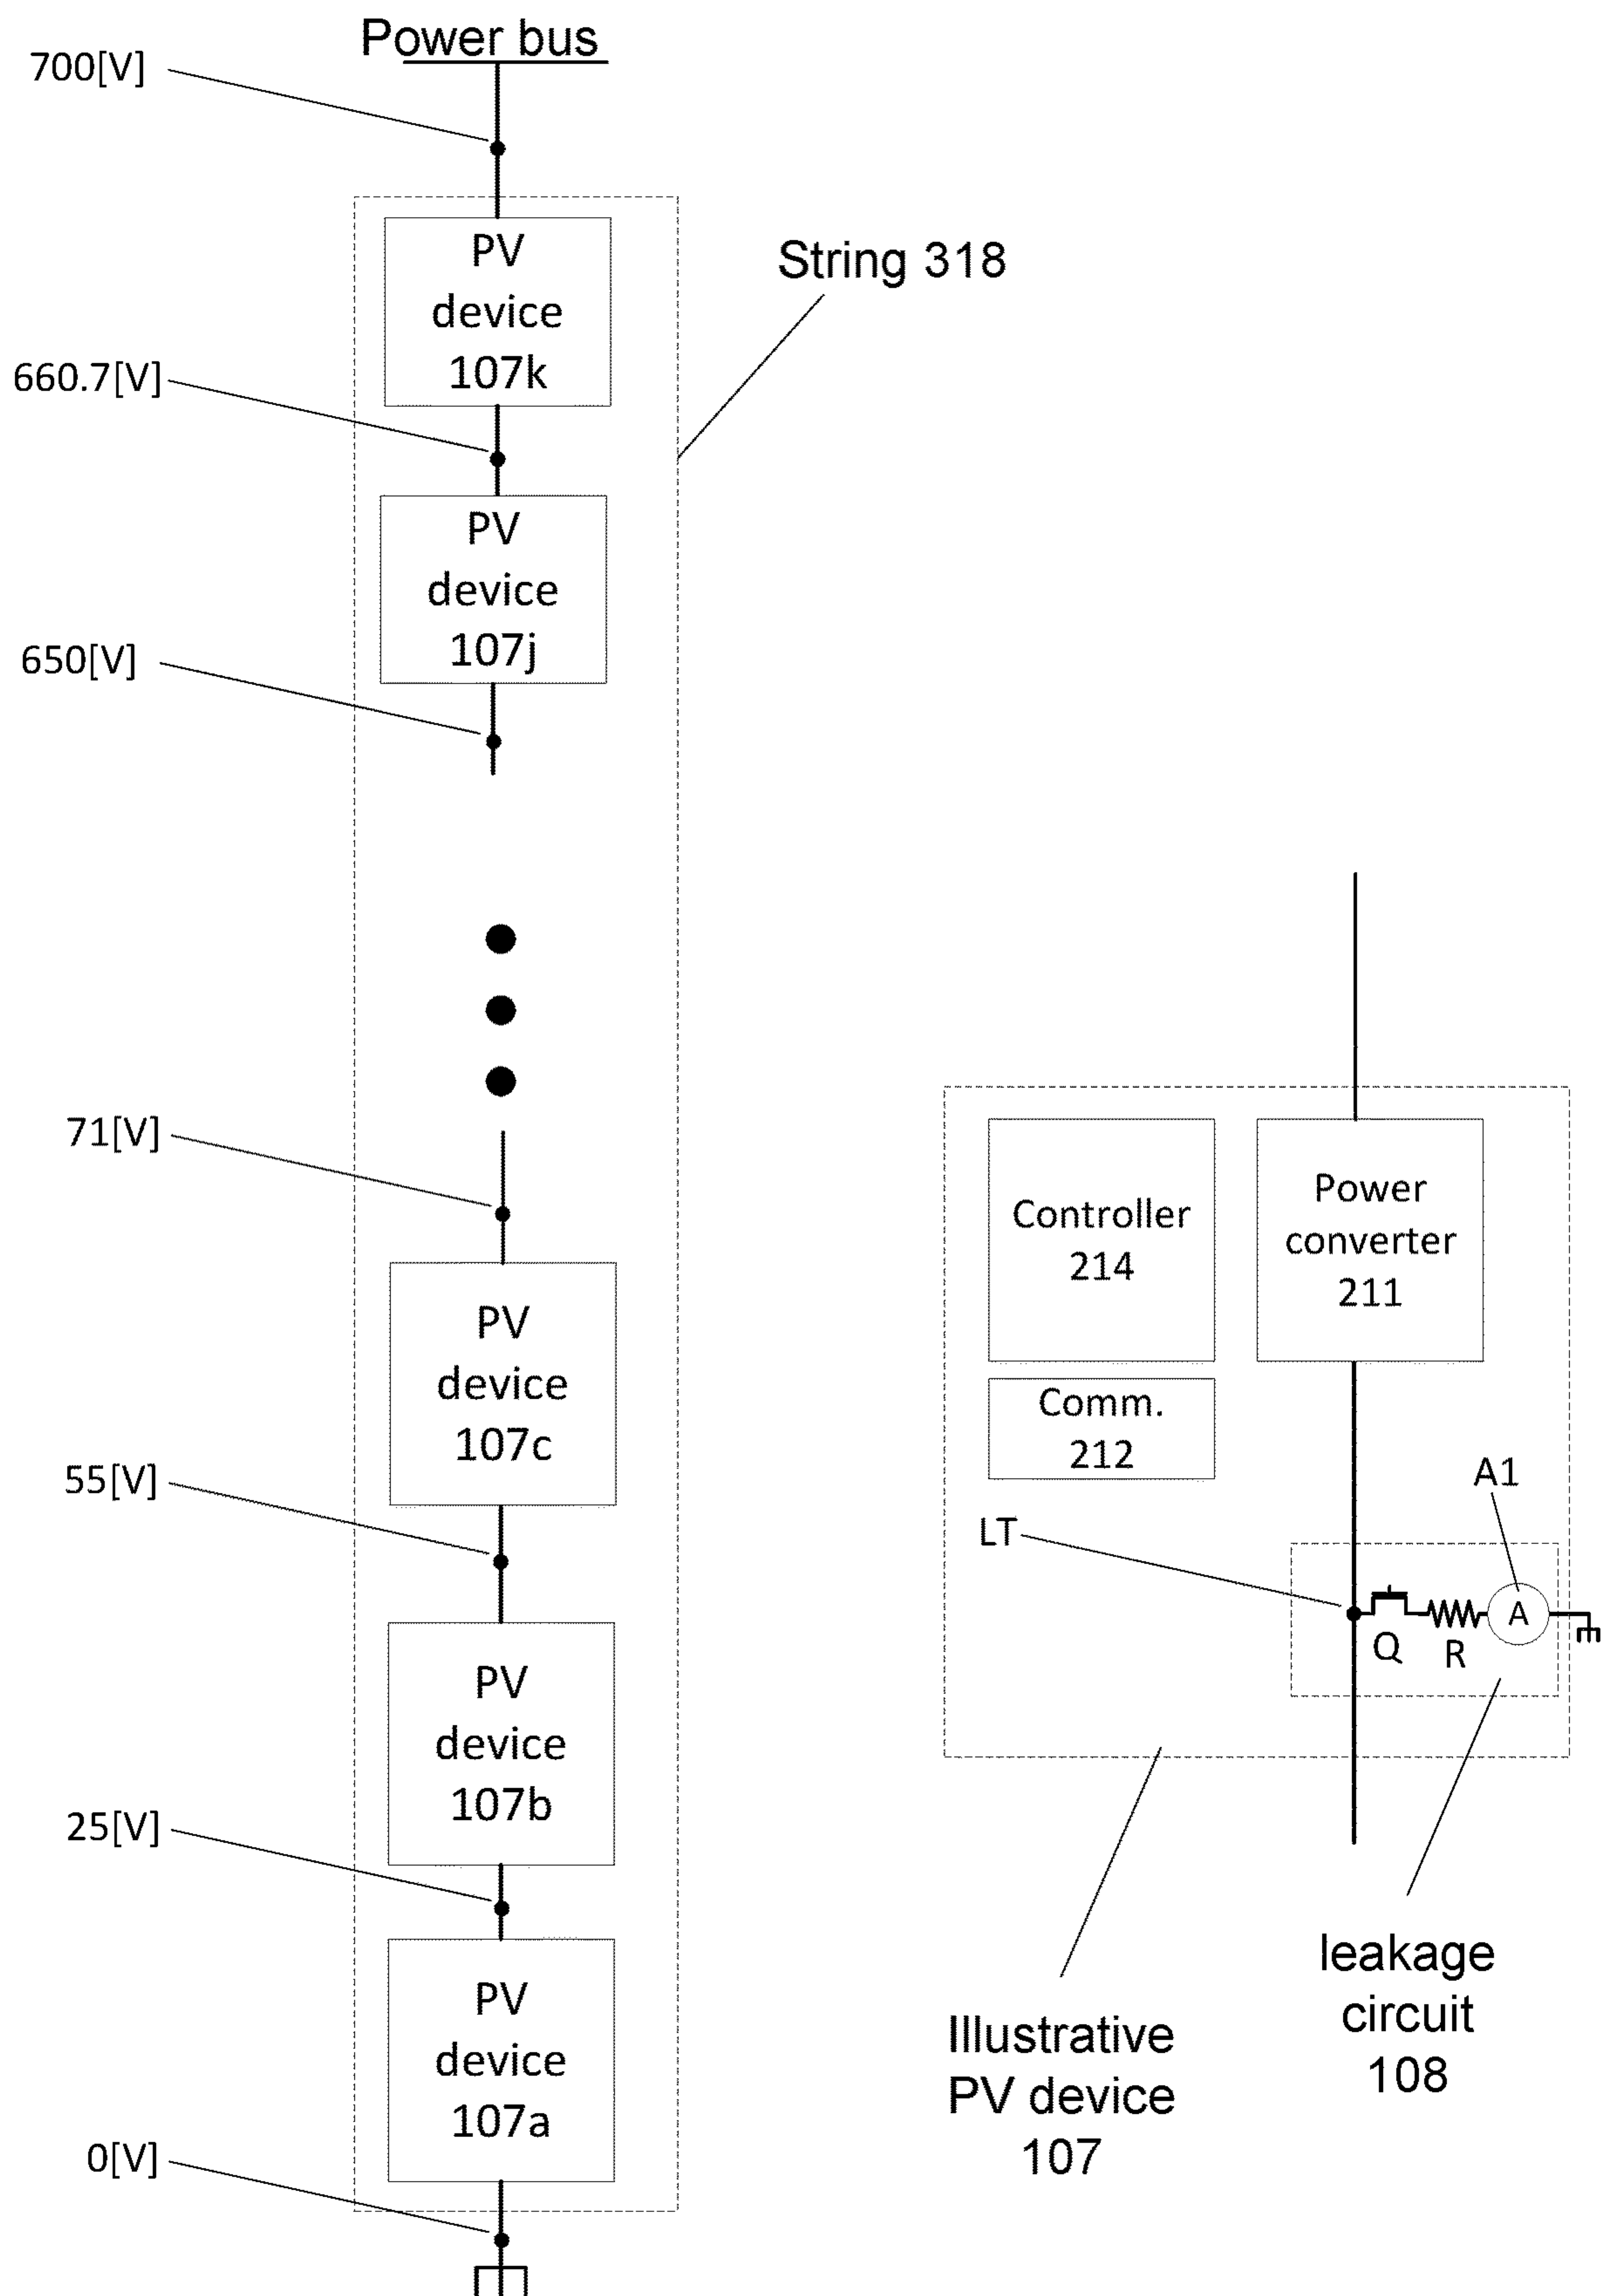 Power bus
700[V]
PV
device
107k
String 318
660.7[V]
PV
device
107j
650[V]
71[V]
PV
device
107c
55[V]
PV
device
107b
25[V]
PV
device
107a
0[V]
Controller
214
Power
converter
211
Comm.
212
A1
LT
A
Q
R
leakage
circuit
108
Illustrative
PV device
107